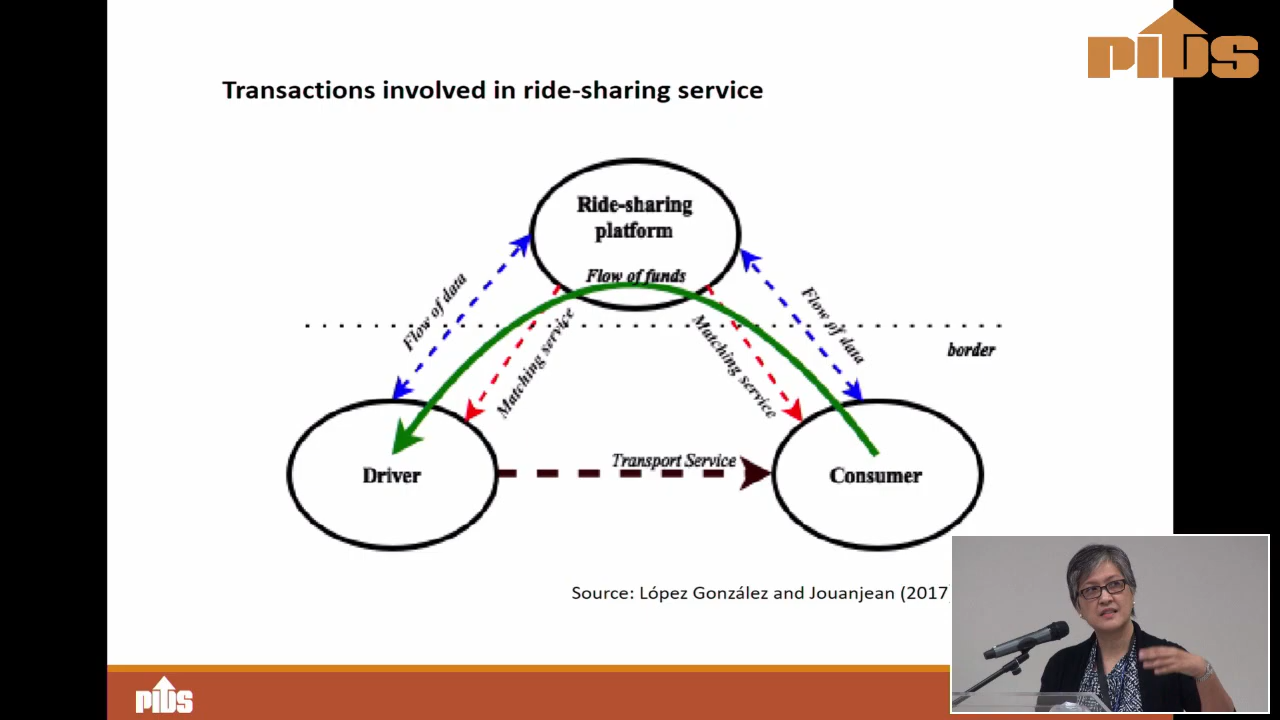 PIDS
Transactions involved in ride-sharing service
Ride-sharing
platform
Flow of funds
Flow of data
Flow of data
Matching service
Matching service
border
Driver
Transport Service
Consumer
Source: López González and Jouanjean (2017)
PIDS